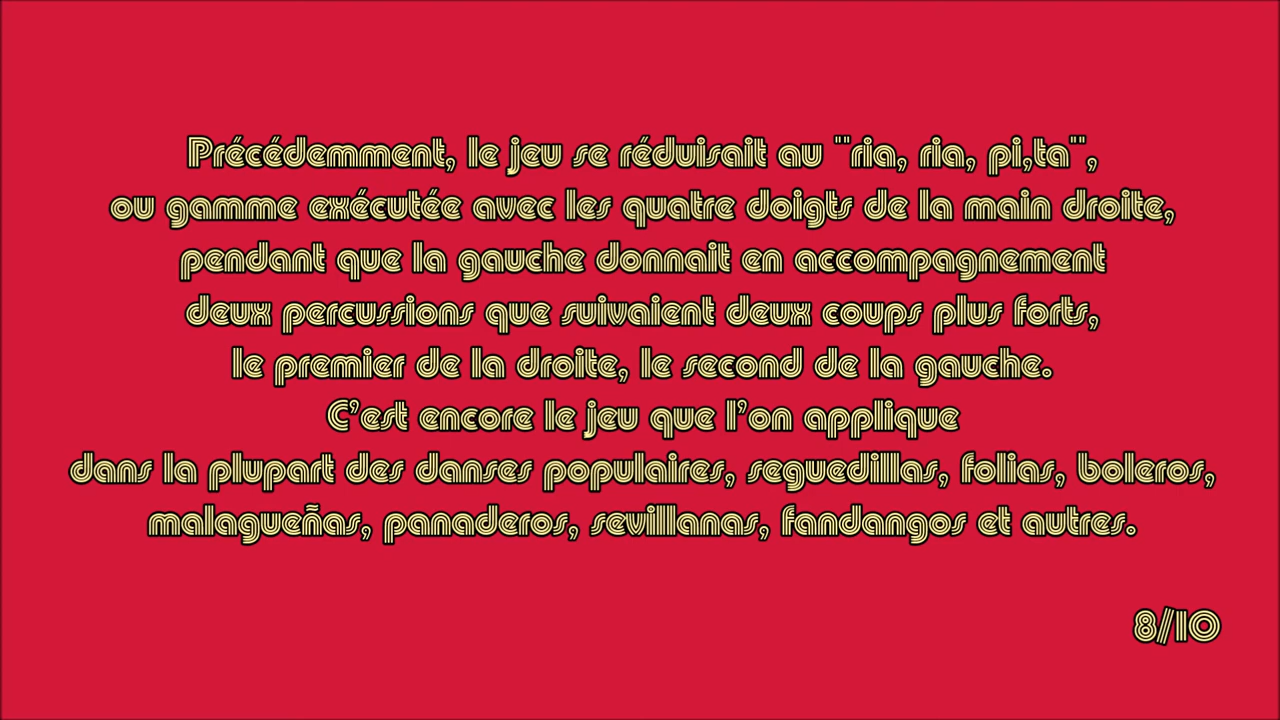 Précédemment, le jeu se réduisait au ""ria, ria, pi,ta"",
ou gamme exécutée avec les quatre doigts de la main droite,
pendant que la gauche donnait en accompagnement
deux percussions que suivaient deux coups plus forts,
le premier de la droite, le second de la gauche.
C'est encore le jeu que l'on applique
dans la plupart des danses populaires, seguedillas, folias, boleros,
malagueñas, panaderos, sevillanas, fandangos et autres.
8/10